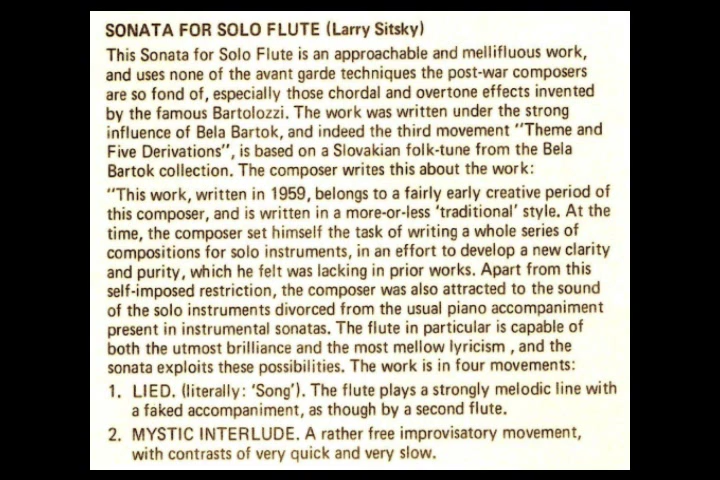 SONATA FOR SOLO FLUTE (Larry Sitsky)
This Sonata for Solo Flute is an approachable and mellifluous work,
and uses none of the avant garde techniques the post-war composers
are so fond of, especially those chordal and overtone effects invented
by the famous Bartolozzi. The work was written under the strong
influence of Bela Bartok, and indeed the third movement "Theme and
Five Derivations", is based on a Slovakian folk-tune from the Bela
Bartok collection. The composer writes this about the work:
"This work, written in 1959, belongs to a fairly early creative period of
this composer, and is written in a more-or-less 'traditional' style. At the
time, the composer set himself the task of writing a whole series of
compositions for solo instruments, in an effort to develop a new clarity
and purity, which he felt was lacking in prior works. Apart from this
self-imposed restriction, the composer was also attracted to the sound
of the solo instruments divorced from the usual piano accompaniment
present in instrumental sonatas. The flute in particular is capable of
both the utmost brilliance and the most mellow lyricism , and the
sonata exploits these possibilities. The work is in four movements:
1. LIED. (literally: 'Song'). The flute plays a strongly melodic line with
a faked accompaniment, as though by a second flute.
2. MYSTIC INTERLUDE. A rather free improvisatory movement,
with contrasts of very quick and very slow.